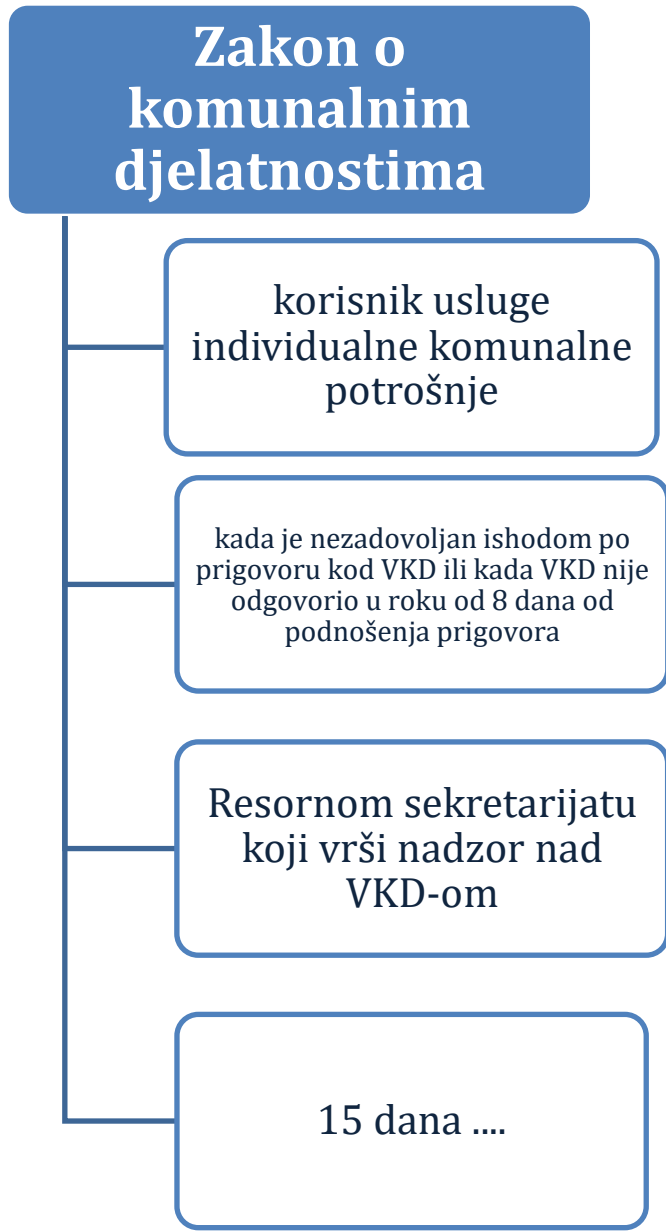 Zakon o
komunalnim
djelatnostima
korisnik usluge
individualne komunalne
potrošnje
kada je nezadovoljan ishodom po
prigovoru kod VKD ili kada VKD nije
odgovorio u roku od 8 dana od
podnošenja prigovora
Resornom sekretarijatu
koji vrši nadzor nad
VKD-om
15 dana ....